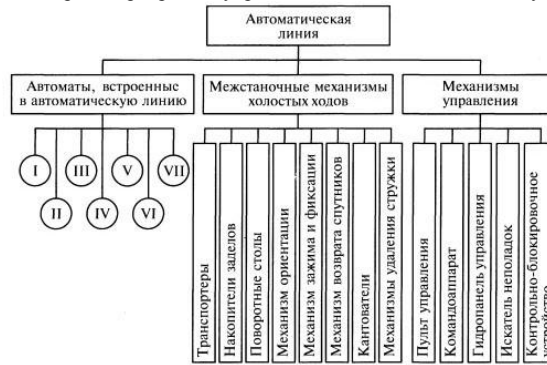 Автоматическая
линия
Автоматы, встроенные
в автоматическую линию
Межстаночные механизмы
холостых ходов
Механизмы
управления
I
III
V
VII
II
IV
VI
Транспортеры
Накопители заделов
Поворотные столы
Механизм ориентации
Механизм зажима и фиксации
Механизм возврата спутников
Кантователи
Механизмы удаления стружки
Пульт управления
Командоаппарат
Гидропанель управления
Искатель неполадок
Контрольно-блокировочное
устройство